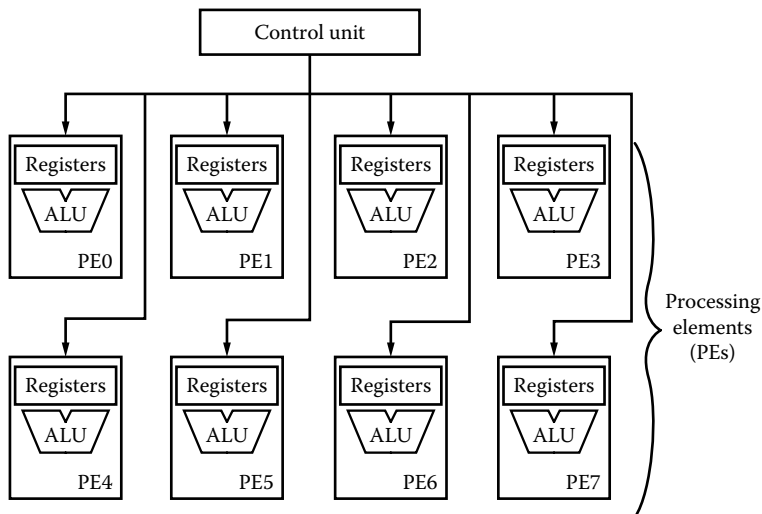 Control unit
Registers
ALU
PE0
Registers
ALU
PE1
Registers
ALU
PE2
Registers
ALU
PE3
Processing
elements
(PEs)
Registers
ALU
PE4
Registers
ALU
PE5
Registers
ALU
PE6
Registers
ALU
PE7